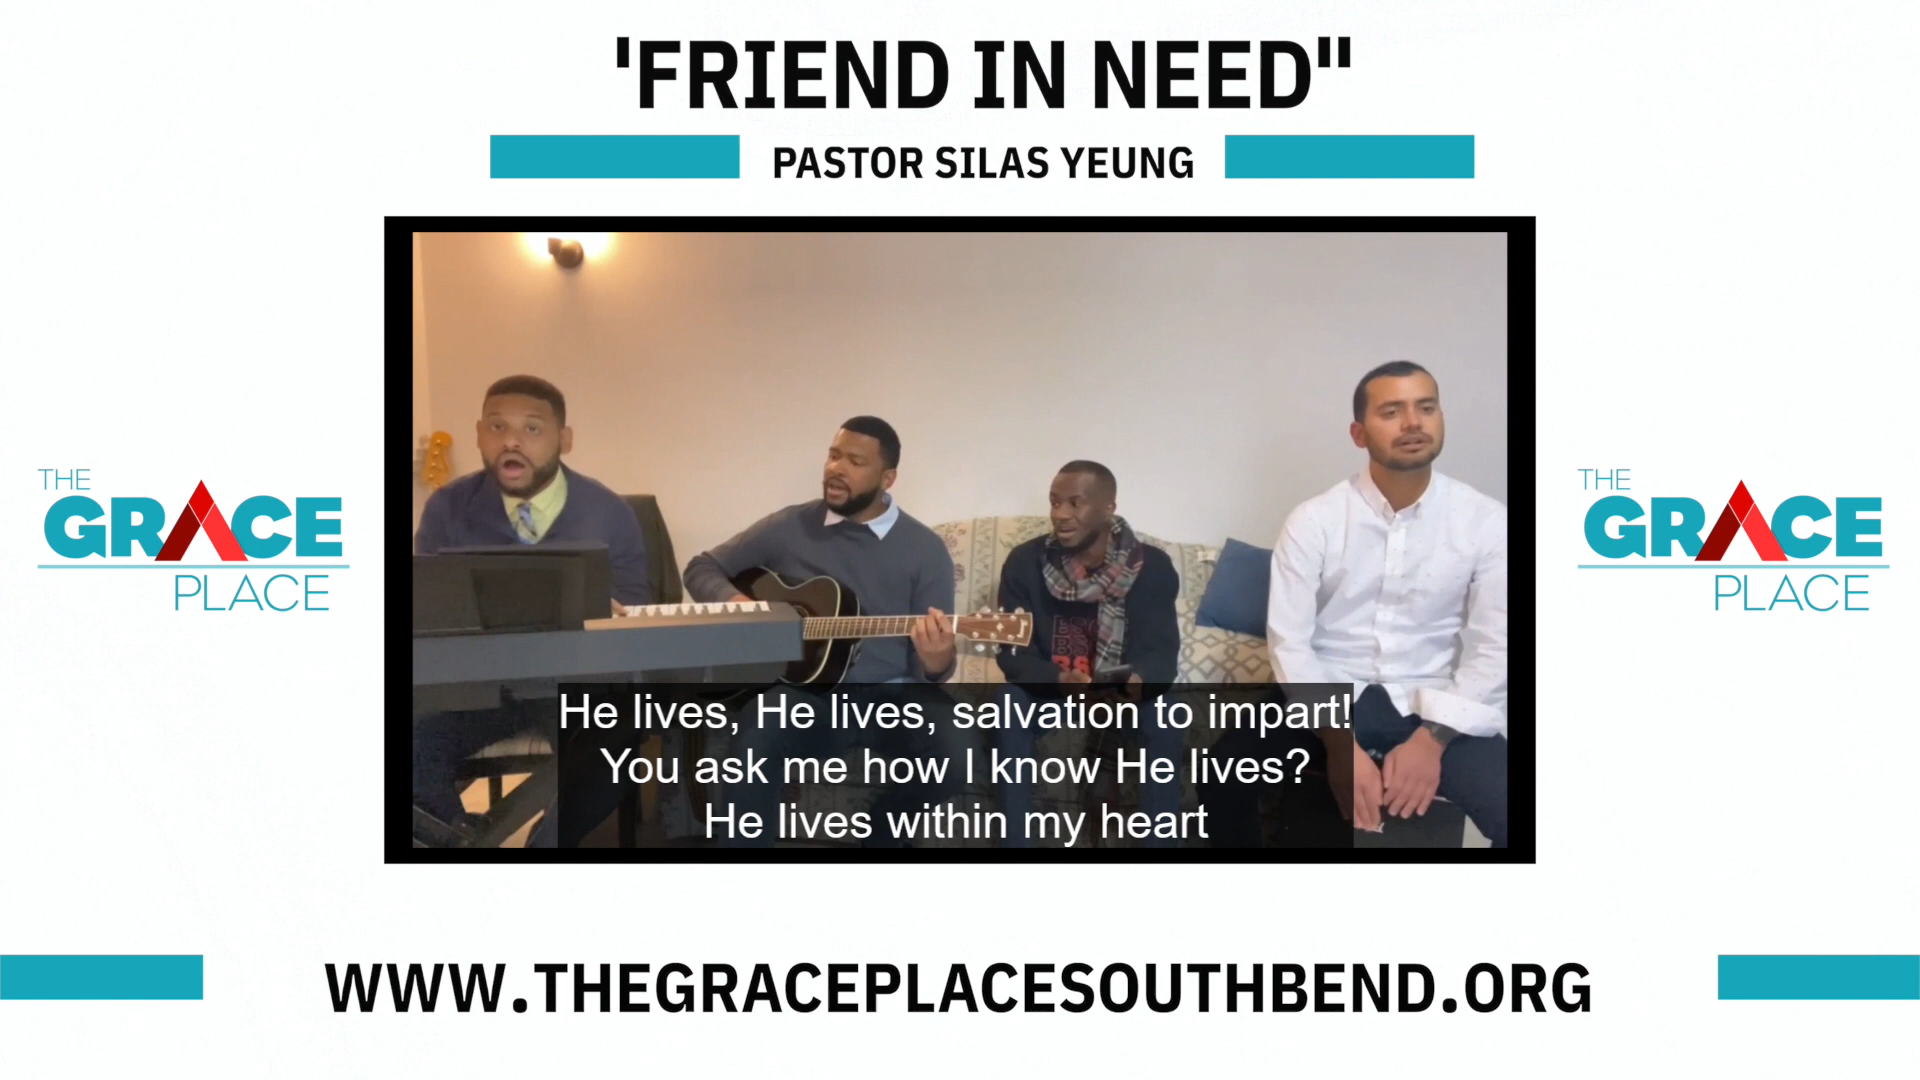 'FRIEND IN NEED"
PASTOR SILAS YEUNG
THE
GRACE
PLACE
THE
GRACE
PLACE
He lives, He lives, salvation to impart!
You ask me how I know He lives?
He lives within my heart
WWW.THEGRACEPLACESOUTHBEND.ORG